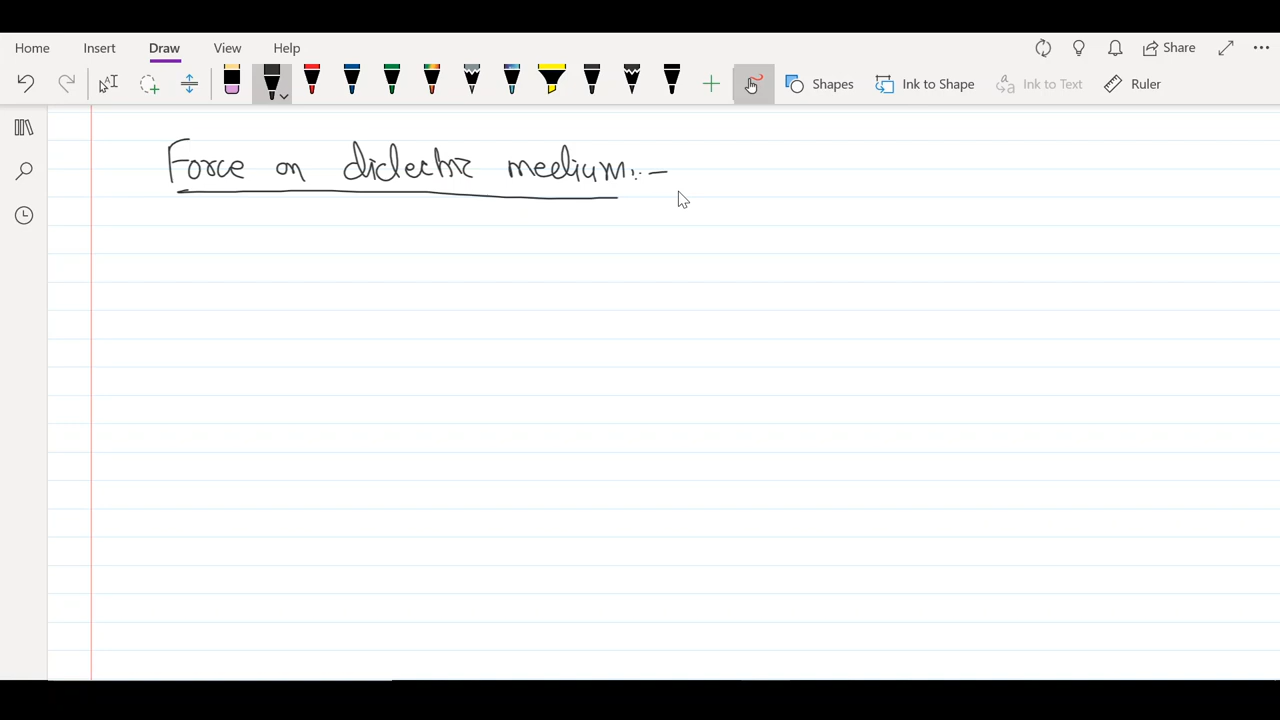 Home Insert Draw View Help Share
Shapes Ink to Shape Ink to Text Ruler
Force on dielectric medium:-